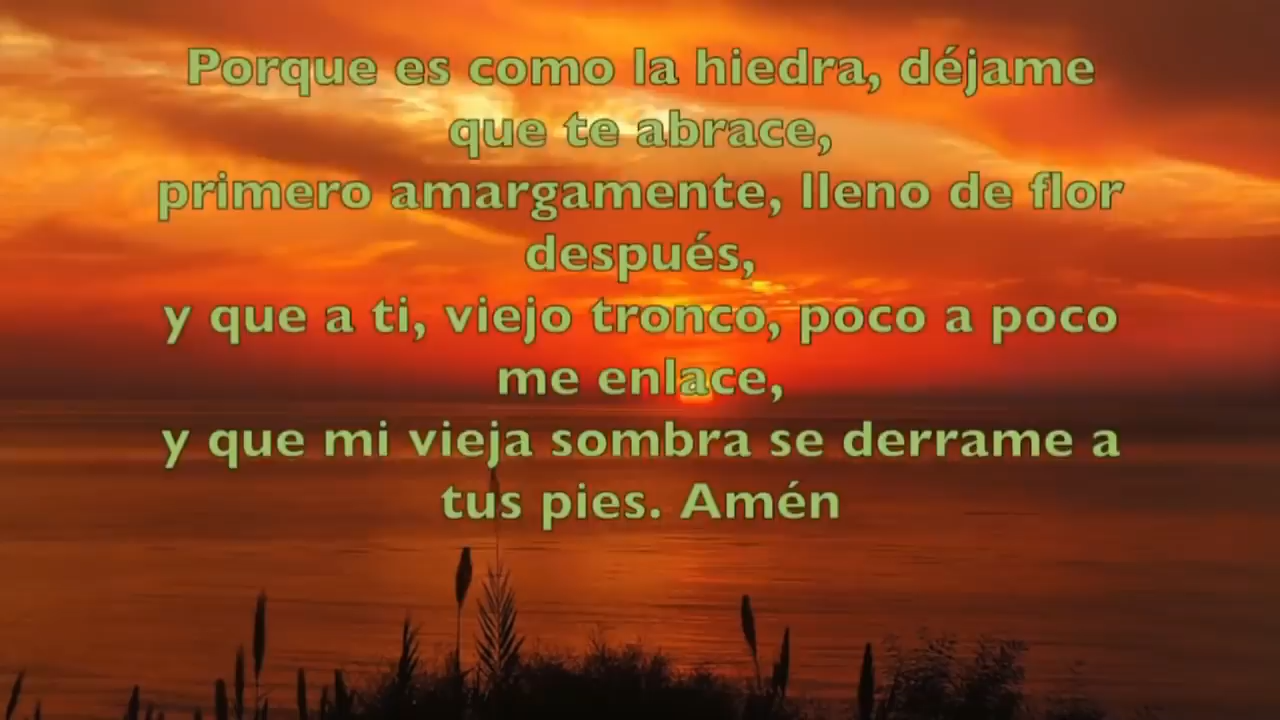 Porque es como la hiedra, déjame
que te abrace,
primero amargamente, lleno de flor
después,
y que a ti, viejo tronco, poco a poco
me enlace,
y que mi vieja sombra se derrame a
tus pies. Amén